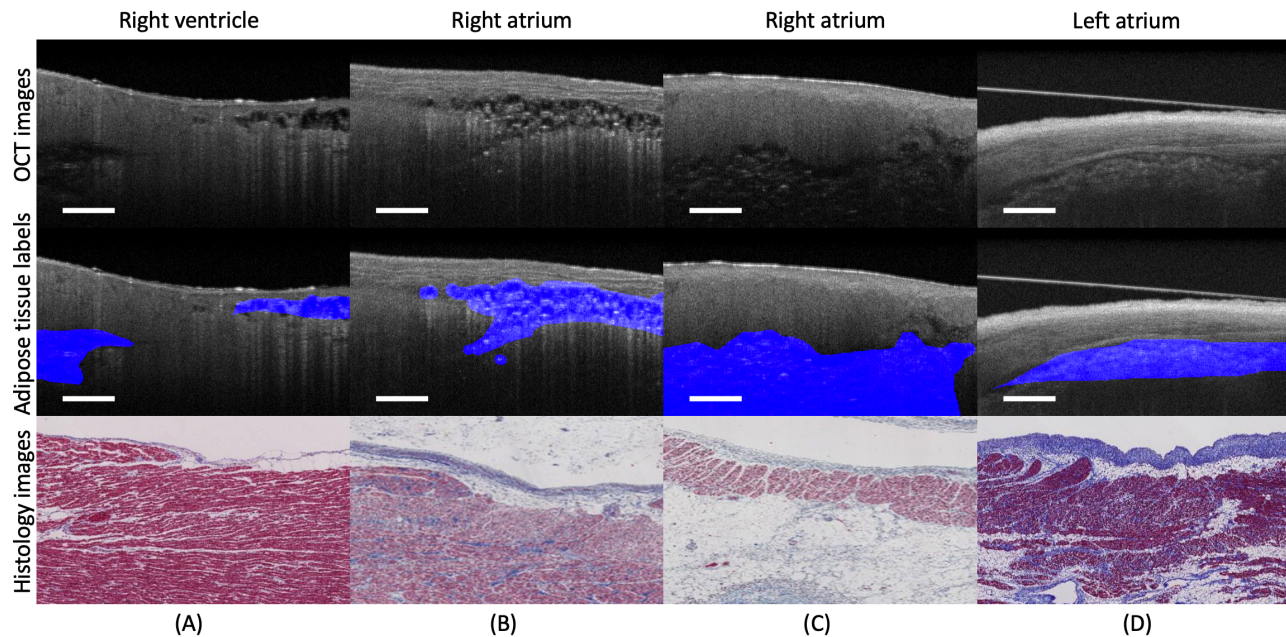 Right ventricle
Right atrium
Right atrium
Left atrium
OCT images
Adipose tissue labels
Histology images
(A)
(B)
(C)
(D)